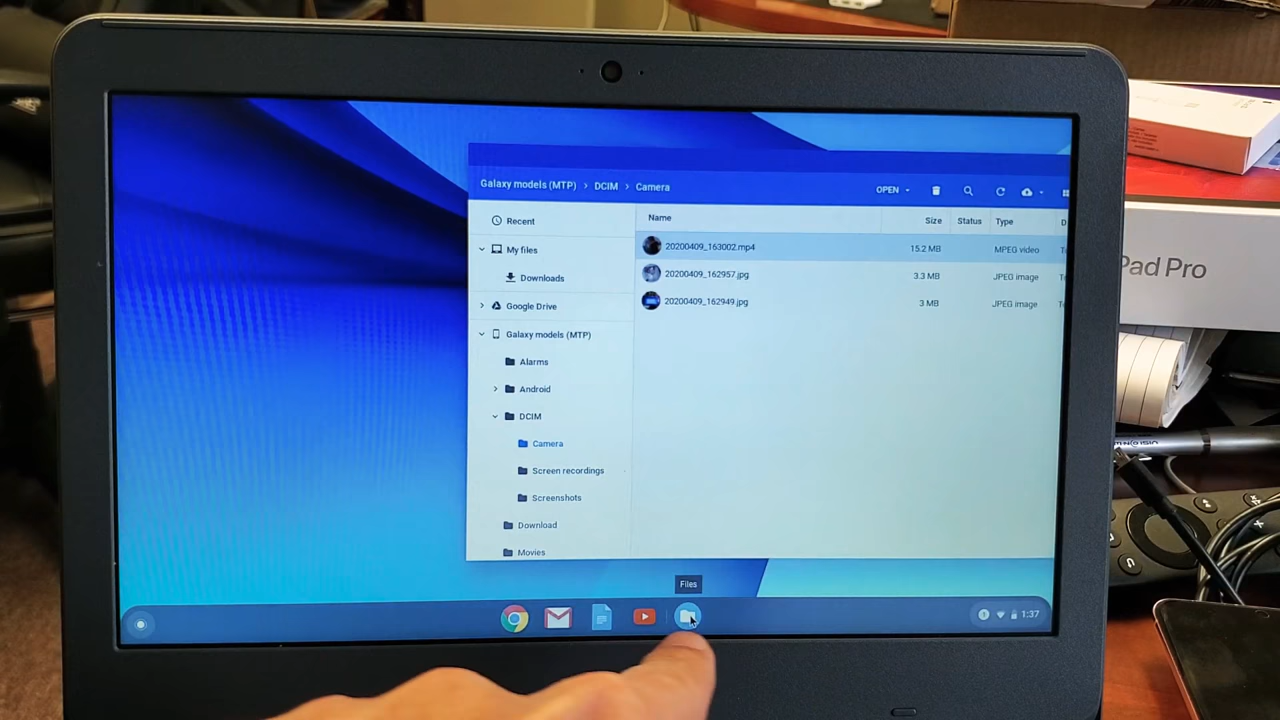 Galaxy models (MTP) > DCIM > Camera
OPEN
Recent
My files
Downloads
Google Drive
Galaxy models (MTP)
Alarms
Android
DCIM
Camera
Screen recordings
Screenshots
Download
Movies
Name Size Status Type D
20200409_163002.mp4 15.2 MB MPEG video
20200409_162957.jpg 3.3 MB JPEG image
20200409_162949.jpg 3 MB JPEG image
Files
1 1:37
Pad Pro